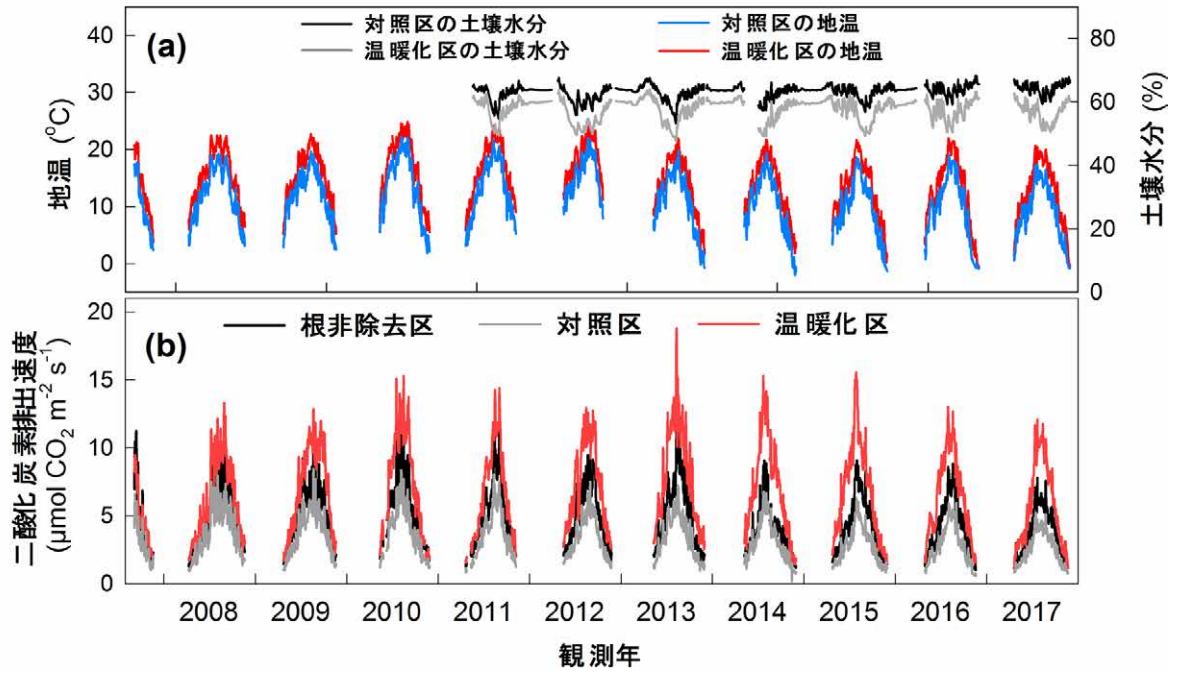 (a)
対照区の土壌水分
対照区の地温
温暖化区の土壌水分
温暖化区の地温
地温 (°C)
40
30
20
10
0
土壌水分 (%)
80
60
40
20
0
(b)
根非除去区
対照区
温暖化区
二酸化炭素排出速度
(μmol CO₂ m⁻² s⁻¹)
20
15
10
5
0
2008 2009 2010 2011 2012 2013 2014 2015 2016 2017
観測年